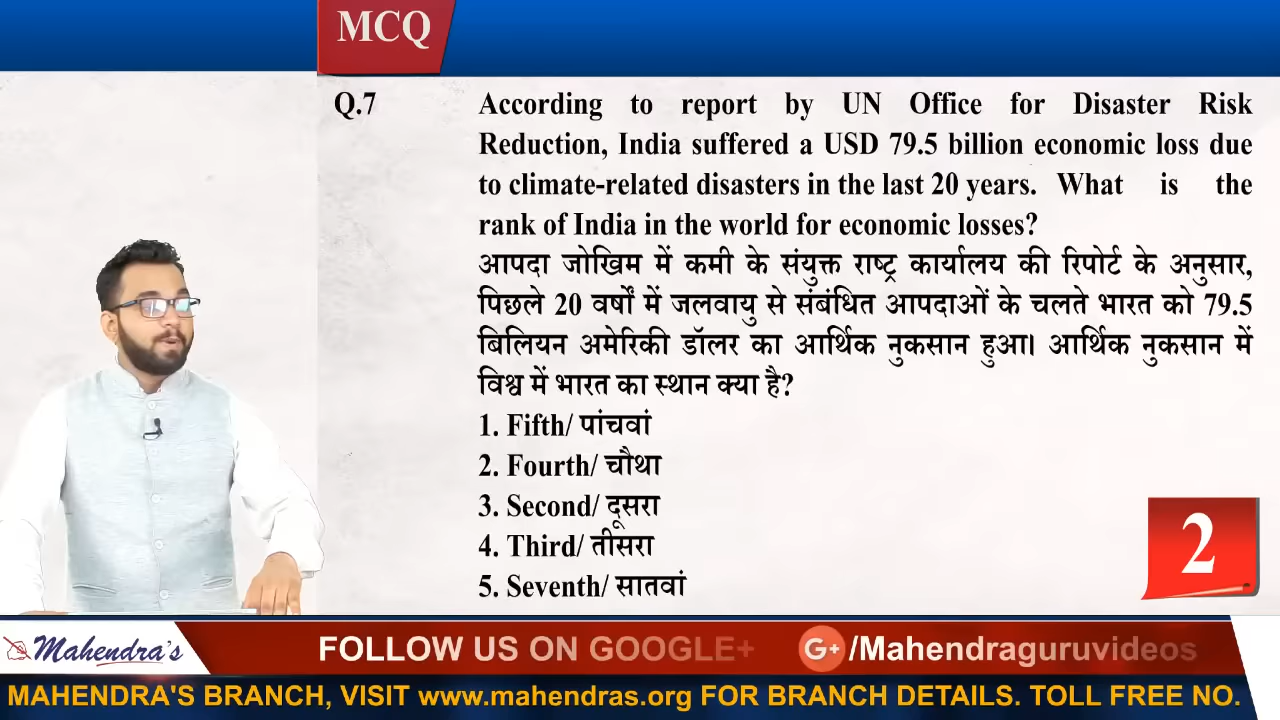 MCQ
Q.7
According to report by UN Office for Disaster Risk
Reduction, India suffered a USD 79.5 billion economic loss due
to climate-related disasters in the last 20 years. What is the
rank of India in the world for economic losses?
आपदा जोखिम में कमी के संयुक्त राष्ट्र कार्यालय की रिपोर्ट के अनुसार,
पिछले 20 वर्षों में जलवायु से संबंधित आपदाओं के चलते भारत को 79.5
बिलियन अमेरिकी डॉलर का आर्थिक नुकसान हुआ। आर्थिक नुकसान में
विश्व में भारत का स्थान क्या है?
1. Fifth/ पांचवां
2. Fourth/ चौथा
3. Second/ दूसरा
4. Third/ तीसरा
5. Seventh/ सातवां
2
Mahendra's
FOLLOW US ON GOOGLE+
G+ /Mahendraguruvideos
MAHENDRA'S BRANCH, VISIT www.mahendras.org FOR BRANCH DETAILS. TOLL FREE NO.